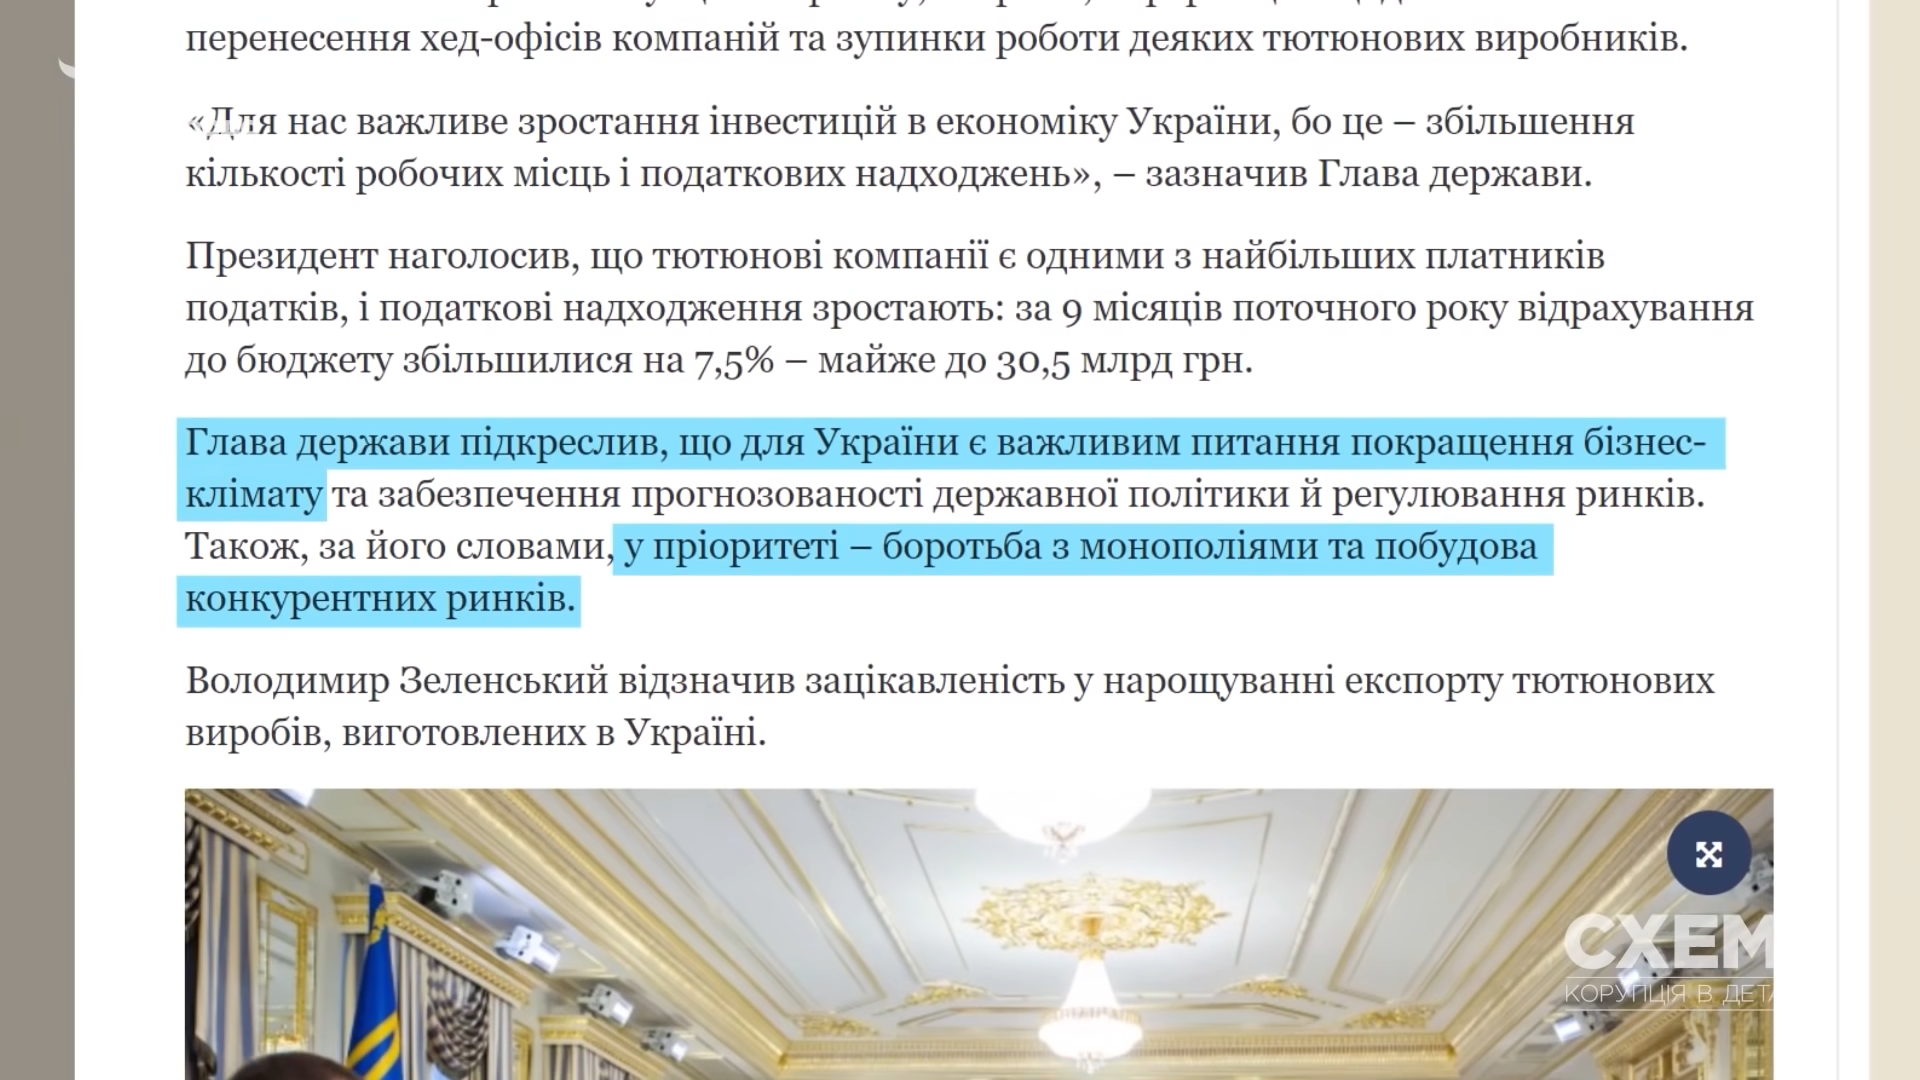 перенесення хед-офісів компаній та зупинки роботи деяких тютюнових виробників.
«Для нас важливе зростання інвестицій в економіку України, бо це – збільшення
кількості робочих місць і податкових надходжень», – зазначив Глава держави.
Президент наголосив, що тютюнові компанії є одними з найбільших платників
податків, і податкові надходження зростають: за 9 місяців поточного року відрахування
до бюджету збільшилися на 7,5% – майже до 30,5 млрд грн.
Глава держави підкреслив, що для України є важливим питання покращення бізнес-
клімату та забезпечення прогнозованості державної політики й регулювання ринків.
Також, за його словами, у пріоритеті – боротьба з монополіями та побудова
конкурентних ринків.
Володимир Зеленський відзначив зацікавленість у нарощуванні експорту тютюнових
виробів, виготовлених в Україні.
СХЕМ
КОРУПЦІЯ В ДЕТА